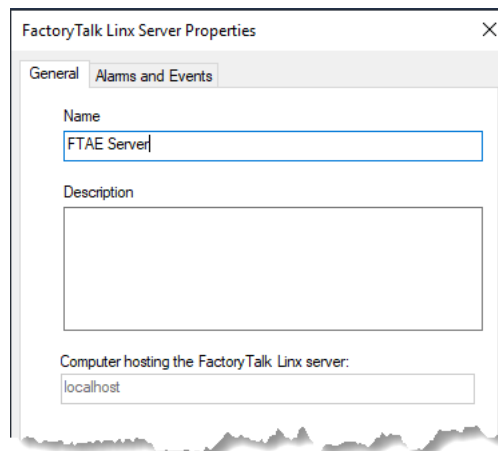 FactoryTalk Linx Server Properties
General Alarms and Events
Name
FTAE Server
Description
Computer hosting the FactoryTalk Linx server:
localhost